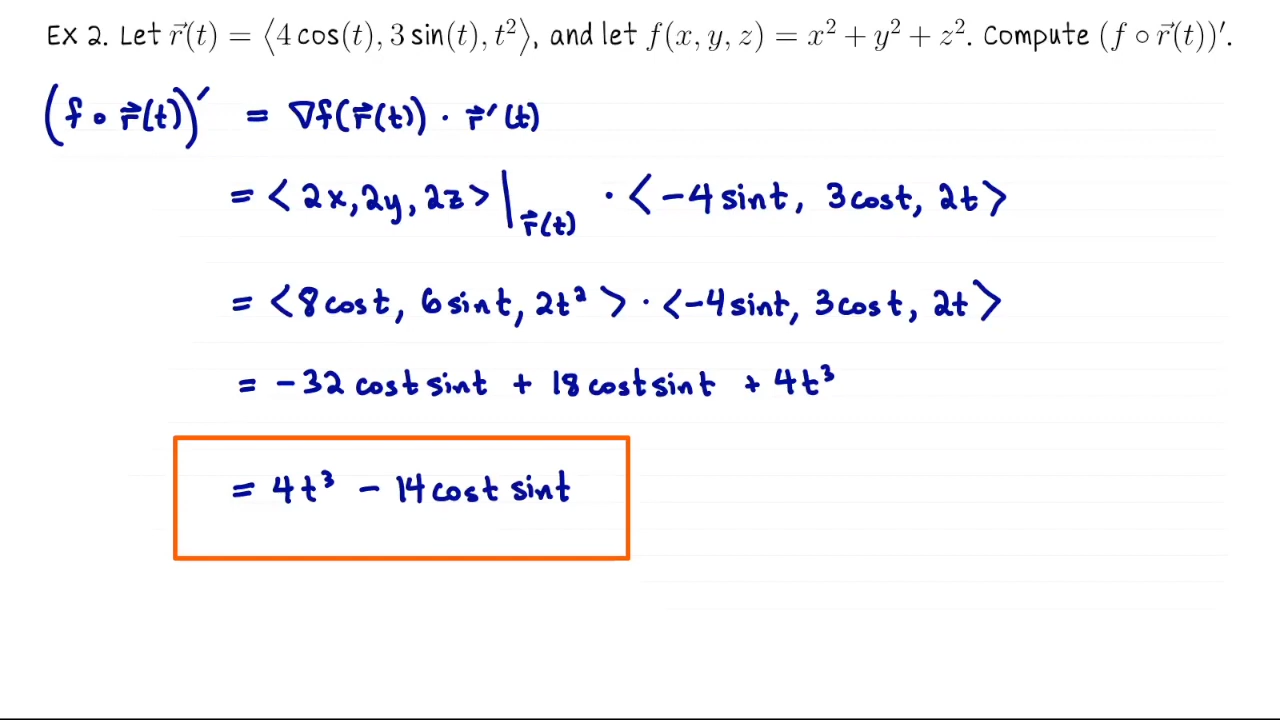 Ex 2. Let r⃗(t) = ⟨4 cos(t), 3 sin(t), t²⟩, and let f(x, y, z) = x² + y² + z². Compute (f ∘ r⃗(t))′.
(f ∘ r⃗(t))′ = ∇f(r⃗(t)) · r⃗′(t)
= <2x, 2y, 2z> |r⃗(t) · <-4 sint, 3cost, 2t>
= <8cost, 6sint, 2t²> · <-4sint, 3cost, 2t>
= -32 cost sint + 18 cost sint + 4t³
= 4t³ - 14 cost sint